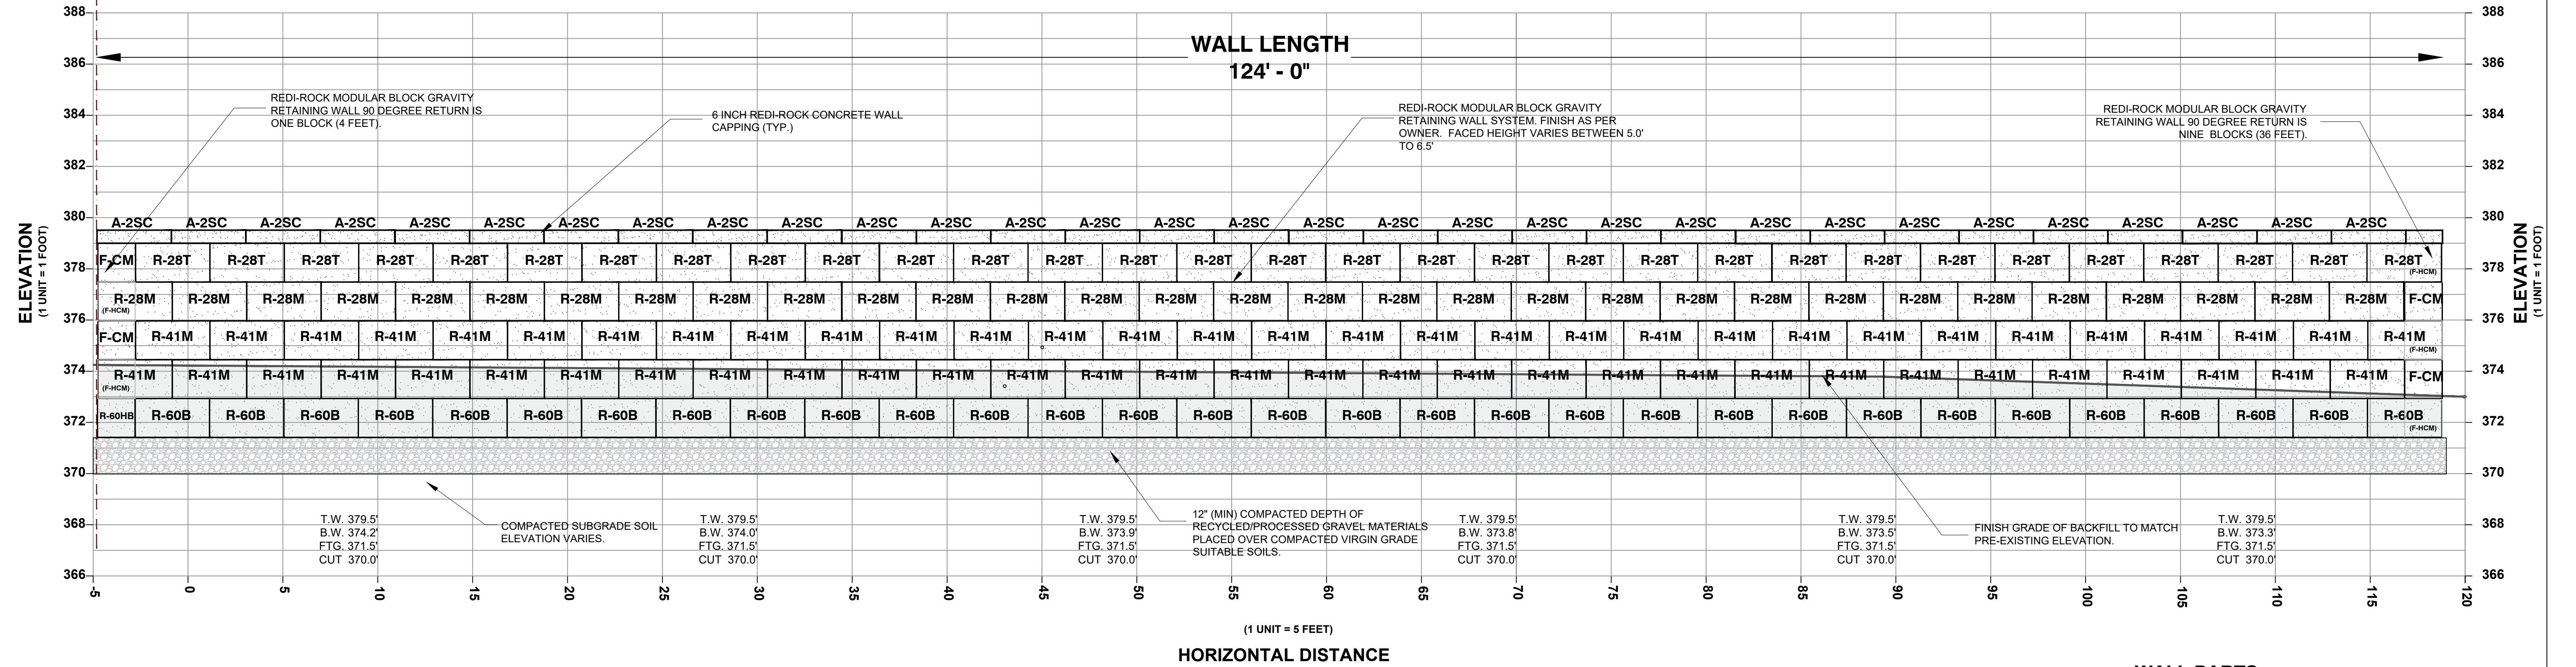 388
388
WALL LENGTH
386
386
124' - 0"
REDI-ROCK MODULAR BLOCK GRAVITY
RETAINING WALL 90 DEGREE RETURN IS
ONE BLOCK (4 FEET).
6 INCH REDI-ROCK CONCRETE WALL
CAPPING (TYP.)
REDI-ROCK MODULAR BLOCK GRAVITY
RETAINING WALL SYSTEM. FINISH AS PER
OWNER. FACED HEIGHT VARIES BETWEEN 5.0'
TO 6.5'
REDI-ROCK MODULAR BLOCK GRAVITY
RETAINING WALL 90 DEGREE RETURN IS
NINE BLOCKS (36 FEET).
384
384
382
382
380
380
A-2SC A-2SC A-2SC A-2SC A-2SC A-2SC A-2SC A-2SC A-2SC A-2SC A-2SC A-2SC A-2SC A-2SC A-2SC A-2SC A-2SC A-2SC A-2SC A-2SC A-2SC A-2SC A-2SC A-2SC A-2SC A-2SC A-2SC A-2SC A-2SC A-2SC A-2SC
378
F-CM R-28T R-28T R-28T R-28T R-28T R-28T R-28T R-28T R-28T R-28T R-28T R-28T R-28T R-28T R-28T R-28T R-28T R-28T R-28T R-28T R-28T R-28T R-28T R-28T R-28T R-28T R-28T R-28T R-28T R-28T R-28T
(F-HCM)
378
R-28M R-28M R-28M R-28M R-28M R-28M R-28M R-28M R-28M R-28M R-28M R-28M R-28M R-28M R-28M R-28M R-28M R-28M R-28M R-28M R-28M R-28M R-28M R-28M R-28M R-28M R-28M R-28M R-28M R-28M R-28M F-CM
(F-HCM)
376
376
F-CM R-41M R-41M R-41M R-41M R-41M R-41M R-41M R-41M R-41M R-41M R-41M R-41M R-41M R-41M R-41M R-41M R-41M R-41M R-41M R-41M R-41M R-41M R-41M R-41M R-41M R-41M R-41M R-41M R-41M R-41M R-41M
(F-HCM)
374
374
R-41M R-41M R-41M R-41M R-41M R-41M R-41M R-41M R-41M R-41M R-41M R-41M R-41M R-41M R-41M R-41M R-41M R-41M R-41M R-41M R-41M R-41M R-41M R-41M R-41M R-41M R-41M R-41M R-41M R-41M R-41M F-CM
(F-HCM)
R-60HB R-60B R-60B R-60B R-60B R-60B R-60B R-60B R-60B R-60B R-60B R-60B R-60B R-60B R-60B R-60B R-60B R-60B R-60B R-60B R-60B R-60B R-60B R-60B R-60B R-60B R-60B R-60B R-60B R-60B R-60B R-60B
(F-HCM)
372
372
370
370
368
368
366
366
ELEVATION
(1 UNIT = 1 FOOT)
ELEVATION
(1 UNIT = 1 FOOT)
T.W. 379.5'
B.W. 374.2'
FTG. 371.5'
CUT 370.0'
COMPACTED SUBGRADE SOIL
ELEVATION VARIES.
T.W. 379.5'
B.W. 374.0'
FTG. 371.5'
CUT 370.0'
T.W. 379.5'
B.W. 373.9'
FTG. 371.5'
CUT 370.0'
12" (MIN) COMPACTED DEPTH OF
RECYCLED/PROCESSED GRAVEL MATERIALS
PLACED OVER COMPACTED VIRGIN GRADE
SUITABLE SOILS.
T.W. 379.5'
B.W. 373.8'
FTG. 371.5'
CUT 370.0'
T.W. 379.5'
B.W. 373.5'
FTG. 371.5'
CUT 370.0'
FINISH GRADE OF BACKFILL TO MATCH
PRE-EXISTING ELEVATION.
T.W. 379.5'
B.W. 373.3'
FTG. 371.5'
CUT 370.0'
-5 0 5 10 15 20 25 30 35 40 45 50 55 60 65 70 75 80 85 90 95 100 105 110 115 120
(1 UNIT = 5 FEET)
HORIZONTAL DISTANCE